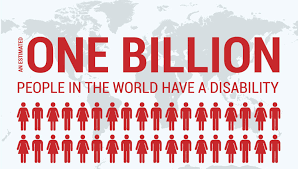 AN ESTIMATED
ONE BILLION
PEOPLE IN THE WORLD HAVE A DISABILITY